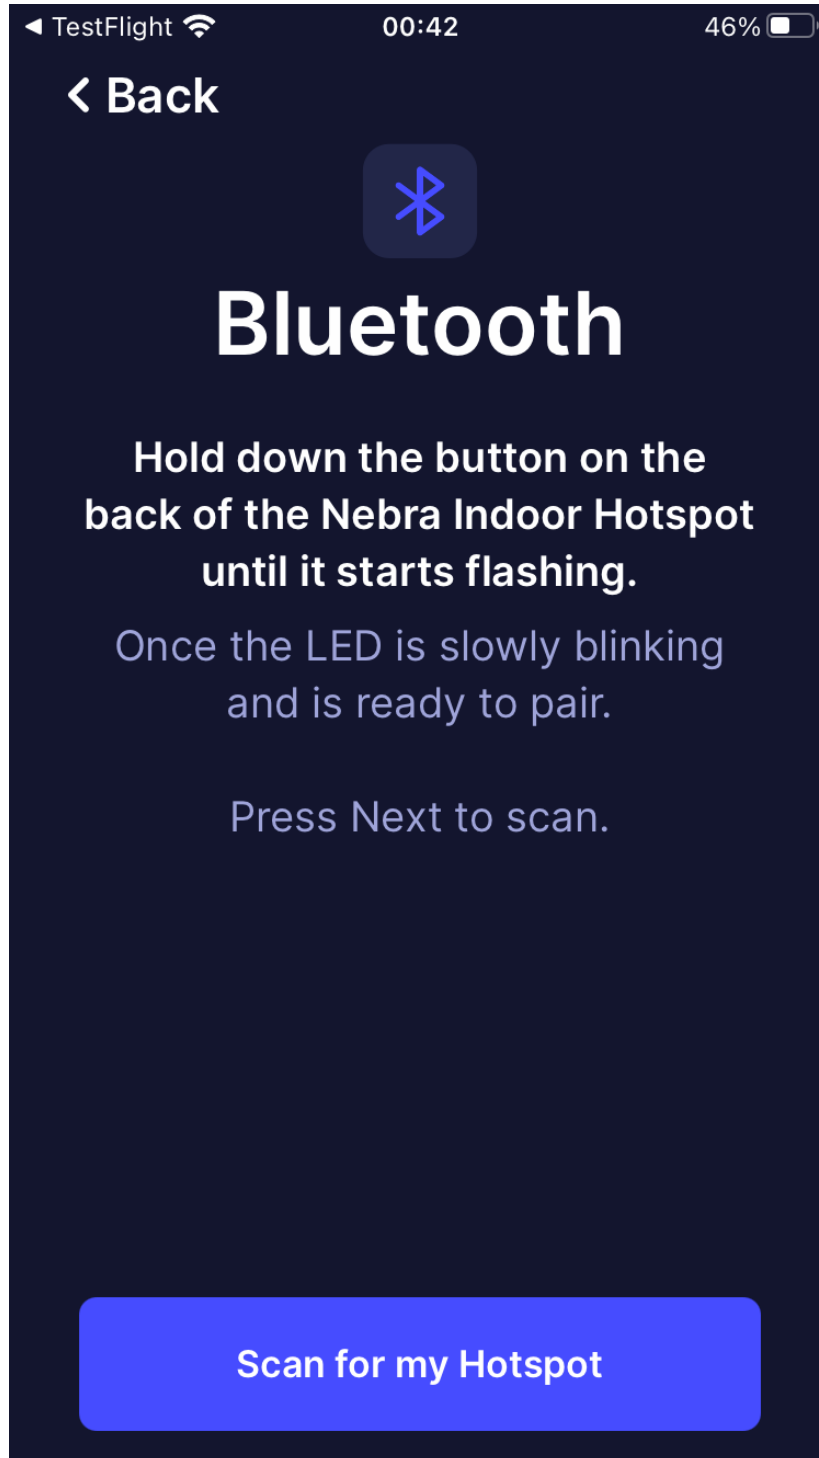 ◀ TestFlight 00:42 46%
< Back
Bluetooth
Hold down the button on the
back of the Nebra Indoor Hotspot
until it starts flashing.
Once the LED is slowly blinking
and is ready to pair.
Press Next to scan.
Scan for my Hotspot